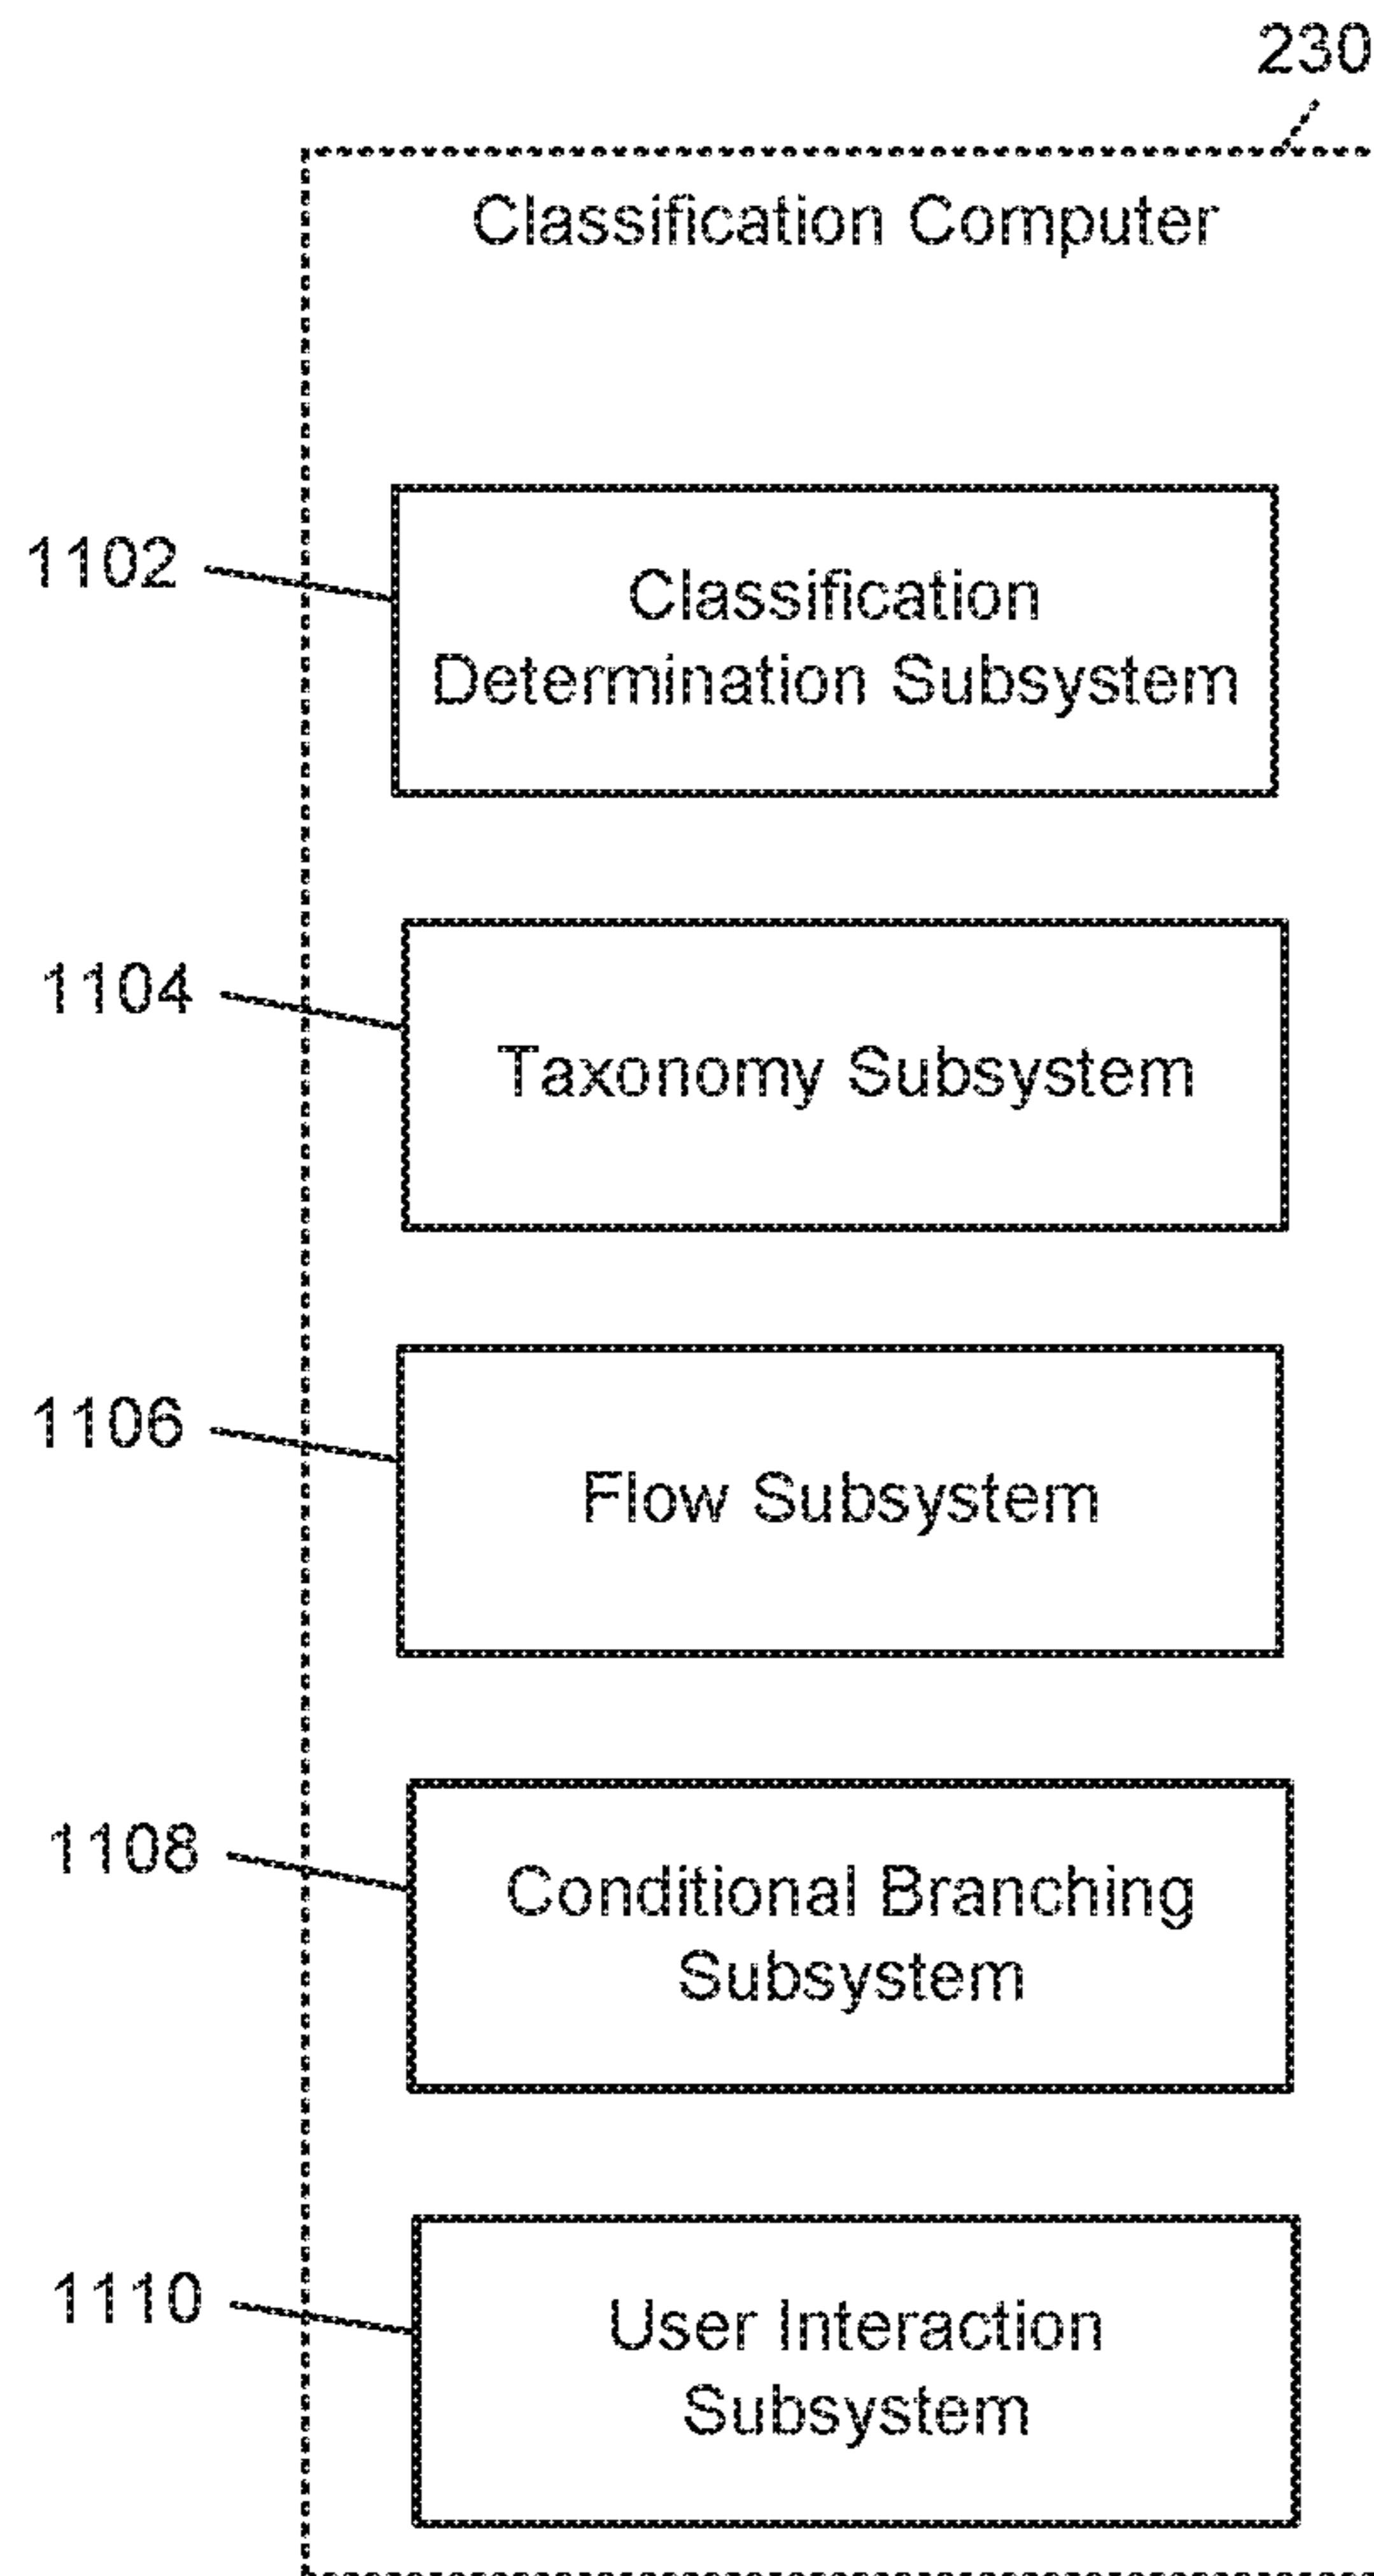 230
Classification Computer
1102
Classification
Determination Subsystem
1104
Taxonomy Subsystem
1106
Flow Subsystem
1108
Conditional Branching
Subsystem
1110
User Interaction
Subsystem